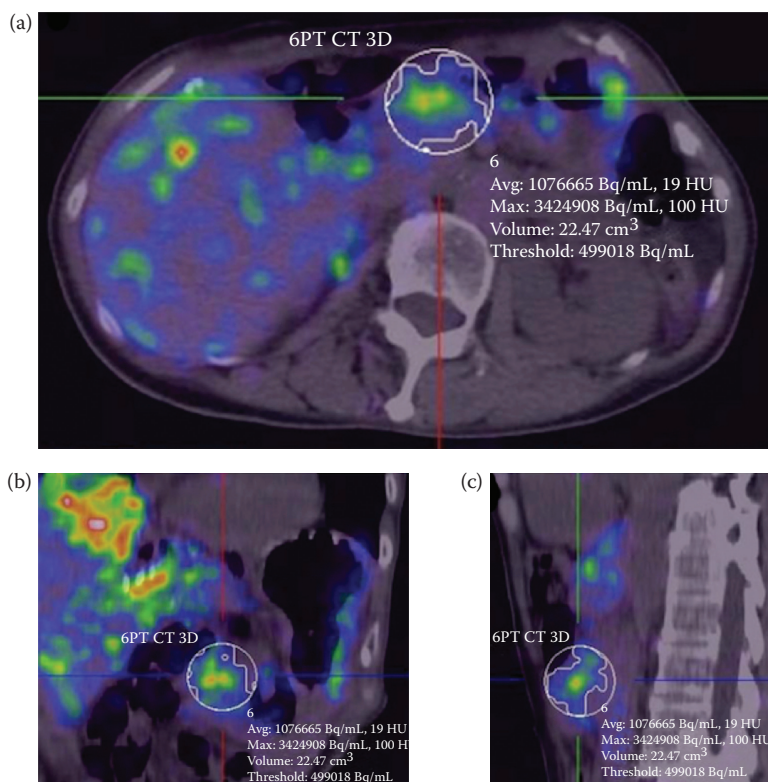 (a)
6PT CT 3D
6
Avg: 1076665 Bq/mL, 19 HU
Max: 3424908 Bq/mL, 100 HU
Volume: 22.47 cm³
Threshold: 499018 Bq/mL
(b)
6PT CT 3D
6
Avg: 1076665 Bq/mL, 19 HU
Max: 3424908 Bq/mL, 100 HU
Volume: 22.47 cm³
Threshold: 499018 Bq/mL
(c)
6PT CT 3D
6
Avg: 1076665 Bq/mL, 19 HU
Max: 3424908 Bq/mL, 100 HU
Volume: 22.47 cm³
Threshold: 499018 Bq/mL